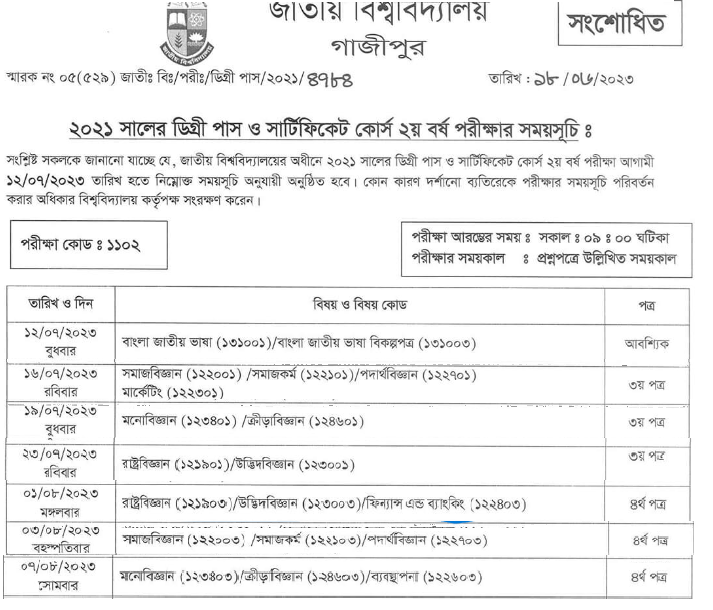 জাতীয় বিশ্ববিদ্যালয়
গাজীপুর
সংশোধিত
স্মারক নং ০৫(৫২৯) জাতীঃ বিঃ/পরীঃ/ডিগ্রী পাস/২০২১/৪৭৮৪
তারিখ : ১৮/০৬/২০২৩
২০২১ সালের ডিগ্রী পাস ও সার্টিফিকেট কোর্স ২য় বর্ষ পরীক্ষার সময়সূচি ঃ
সংশ্লিষ্ট সকলকে জানানো যাচ্ছে যে, জাতীয় বিশ্ববিদ্যালয়ের অধীনে ২০২১ সালের ডিগ্রী পাস ও সার্টিফিকেট কোর্স ২য় বর্ষ পরীক্ষা আগামী
১২/০৭/২০২৩ তারিখ হতে নিম্নোক্ত সময়সূচি অনুযায়ী অনুষ্ঠিত হবে। কোন কারণ দর্শানো ব্যতিরেকে পরীক্ষার সময়সূচি পরিবর্তন
করার অধিকার বিশ্ববিদ্যালয় কর্তৃপক্ষ সংরক্ষণ করেন।
পরীক্ষা কোড ঃ ১১০২
পরীক্ষা আরম্ভের সময় ঃ সকাল ঃ ০৯ ঃ ০০ ঘটিকা
পরীক্ষার সময়কাল ঃ প্রশ্নপত্রে উল্লিখিত সময়কাল
তারিখ ও দিন বিষয় ও বিষয় কোড পত্র
১২/০৭/২০২৩
বুধবার
বাংলা জাতীয় ভাষা (১৩১০০১)/বাংলা জাতীয় ভাষা বিকল্পপত্র (১৩১০০৩) আবশ্যিক
১৬/০৭/২০২৩
রবিবার
সমাজবিজ্ঞান (১২২০০১) /সমাজকর্ম (১২২১০১)/পদার্থবিজ্ঞান (১২২৭০১)
মার্কেটিং (১২২৩০১)
৩য় পত্র
১৯/০৭/২০২৩
বুধবার
মনোবিজ্ঞান (১২৩৪০১) /ক্রীড়াবিজ্ঞান (১২৪৬০১) ৩য় পত্র
২৩/০৭/২০২৩
রবিবার
রাষ্ট্রবিজ্ঞান (১২১৯০১)/উদ্ভিদবিজ্ঞান (১২৩০০১) ৩য় পত্র
০১/০৮/২০২৩
মঙ্গলবার
রাষ্ট্রবিজ্ঞান (১২১৯০৩)/উদ্ভিদবিজ্ঞান (১২৩০০৩)/ফিন্যান্স এন্ড ব্যাংকিং (১২২৪০৩) ৪র্থ পত্র
০৩/০৮/২০২৩
বৃহস্পতিবার
সমাজবিজ্ঞান (১২২০০৩) /সমাজকর্ম (১২২১০৩)/পদার্থবিজ্ঞান (১২২৭০৩) ৪র্থ পত্র
০৭/০৮/২০২৩
সোমবার
মনোবিজ্ঞান (১২৩৪০৩)/ক্রীড়াবিজ্ঞান (১২৪৬০৩)/ব্যবস্থাপনা (১২২৬০৩) ৪র্থ পত্র